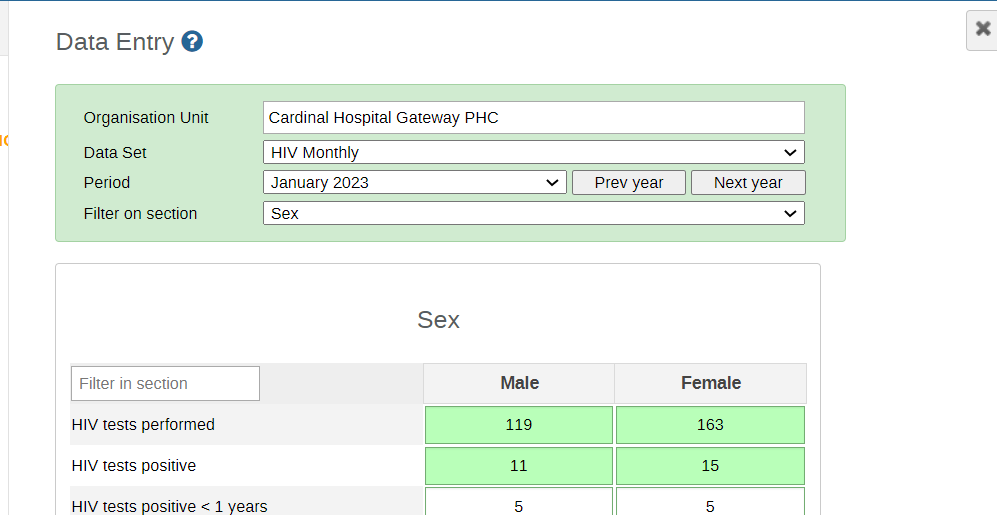 Data Entry ?
Organisation Unit Cardinal Hospital Gateway PHC
Data Set HIV Monthly
Period January 2023 Prev year Next year
Filter on section Sex
Sex
Filter in section Male Female
HIV tests performed 119 163
HIV tests positive 11 15
HIV tests positive < 1 years 5 5